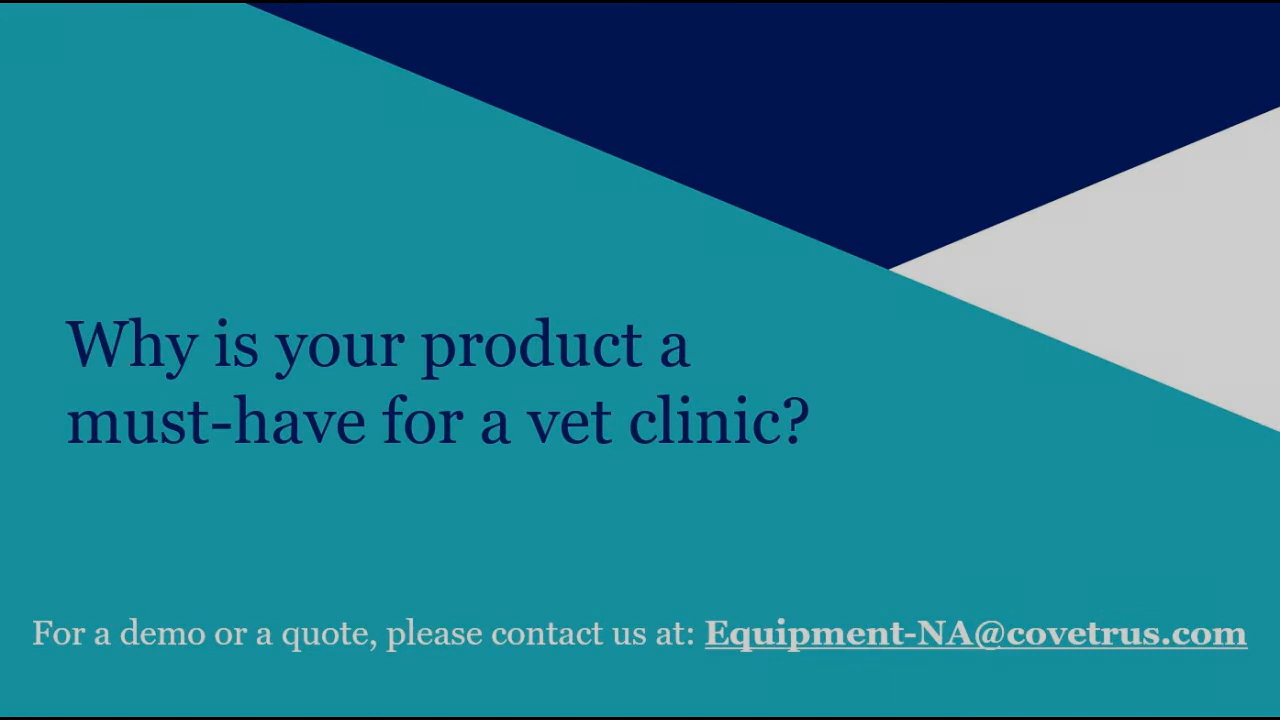 Why is your product a
must-have for a vet clinic?
For a demo or a quote, please contact us at: Equipment-NA@covetrus.com